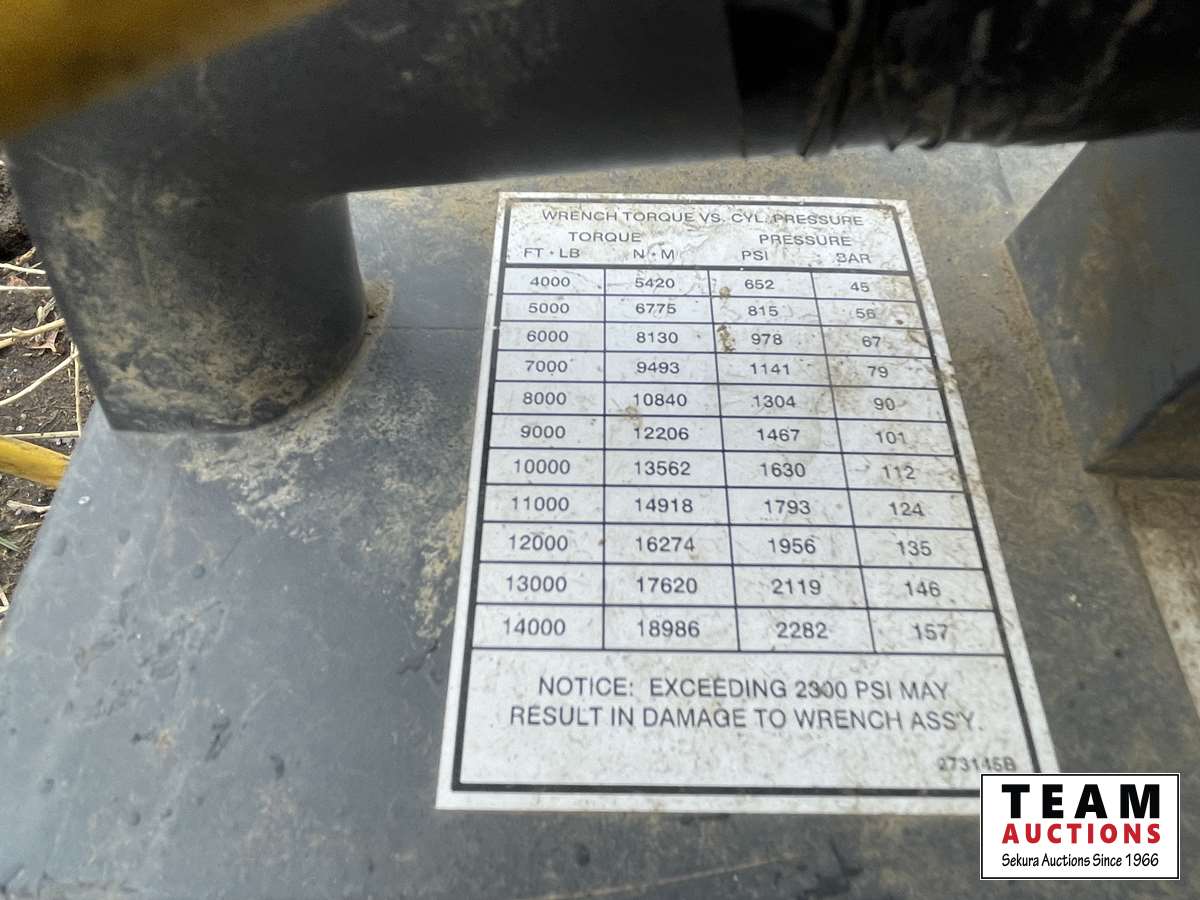 WRENCH TORQUE VS. CYL. PRESSURE
TORQUE PRESSURE
FT • LB N • M PSI BAR
4000 5420 652 45
5000 6775 815 56
6000 8130 978 67
7000 9493 1141 79
8000 10840 1304 90
9000 12206 1467 101
10000 13562 1630 112
11000 14918 1793 124
12000 16274 1956 135
13000 17620 2119 146
14000 18986 2282 157
NOTICE: EXCEEDING 2300 PSI MAY
RESULT IN DAMAGE TO WRENCH ASS'Y.
273145B
TEAM
AUCTIONS
Sekura Auctions Since 1966